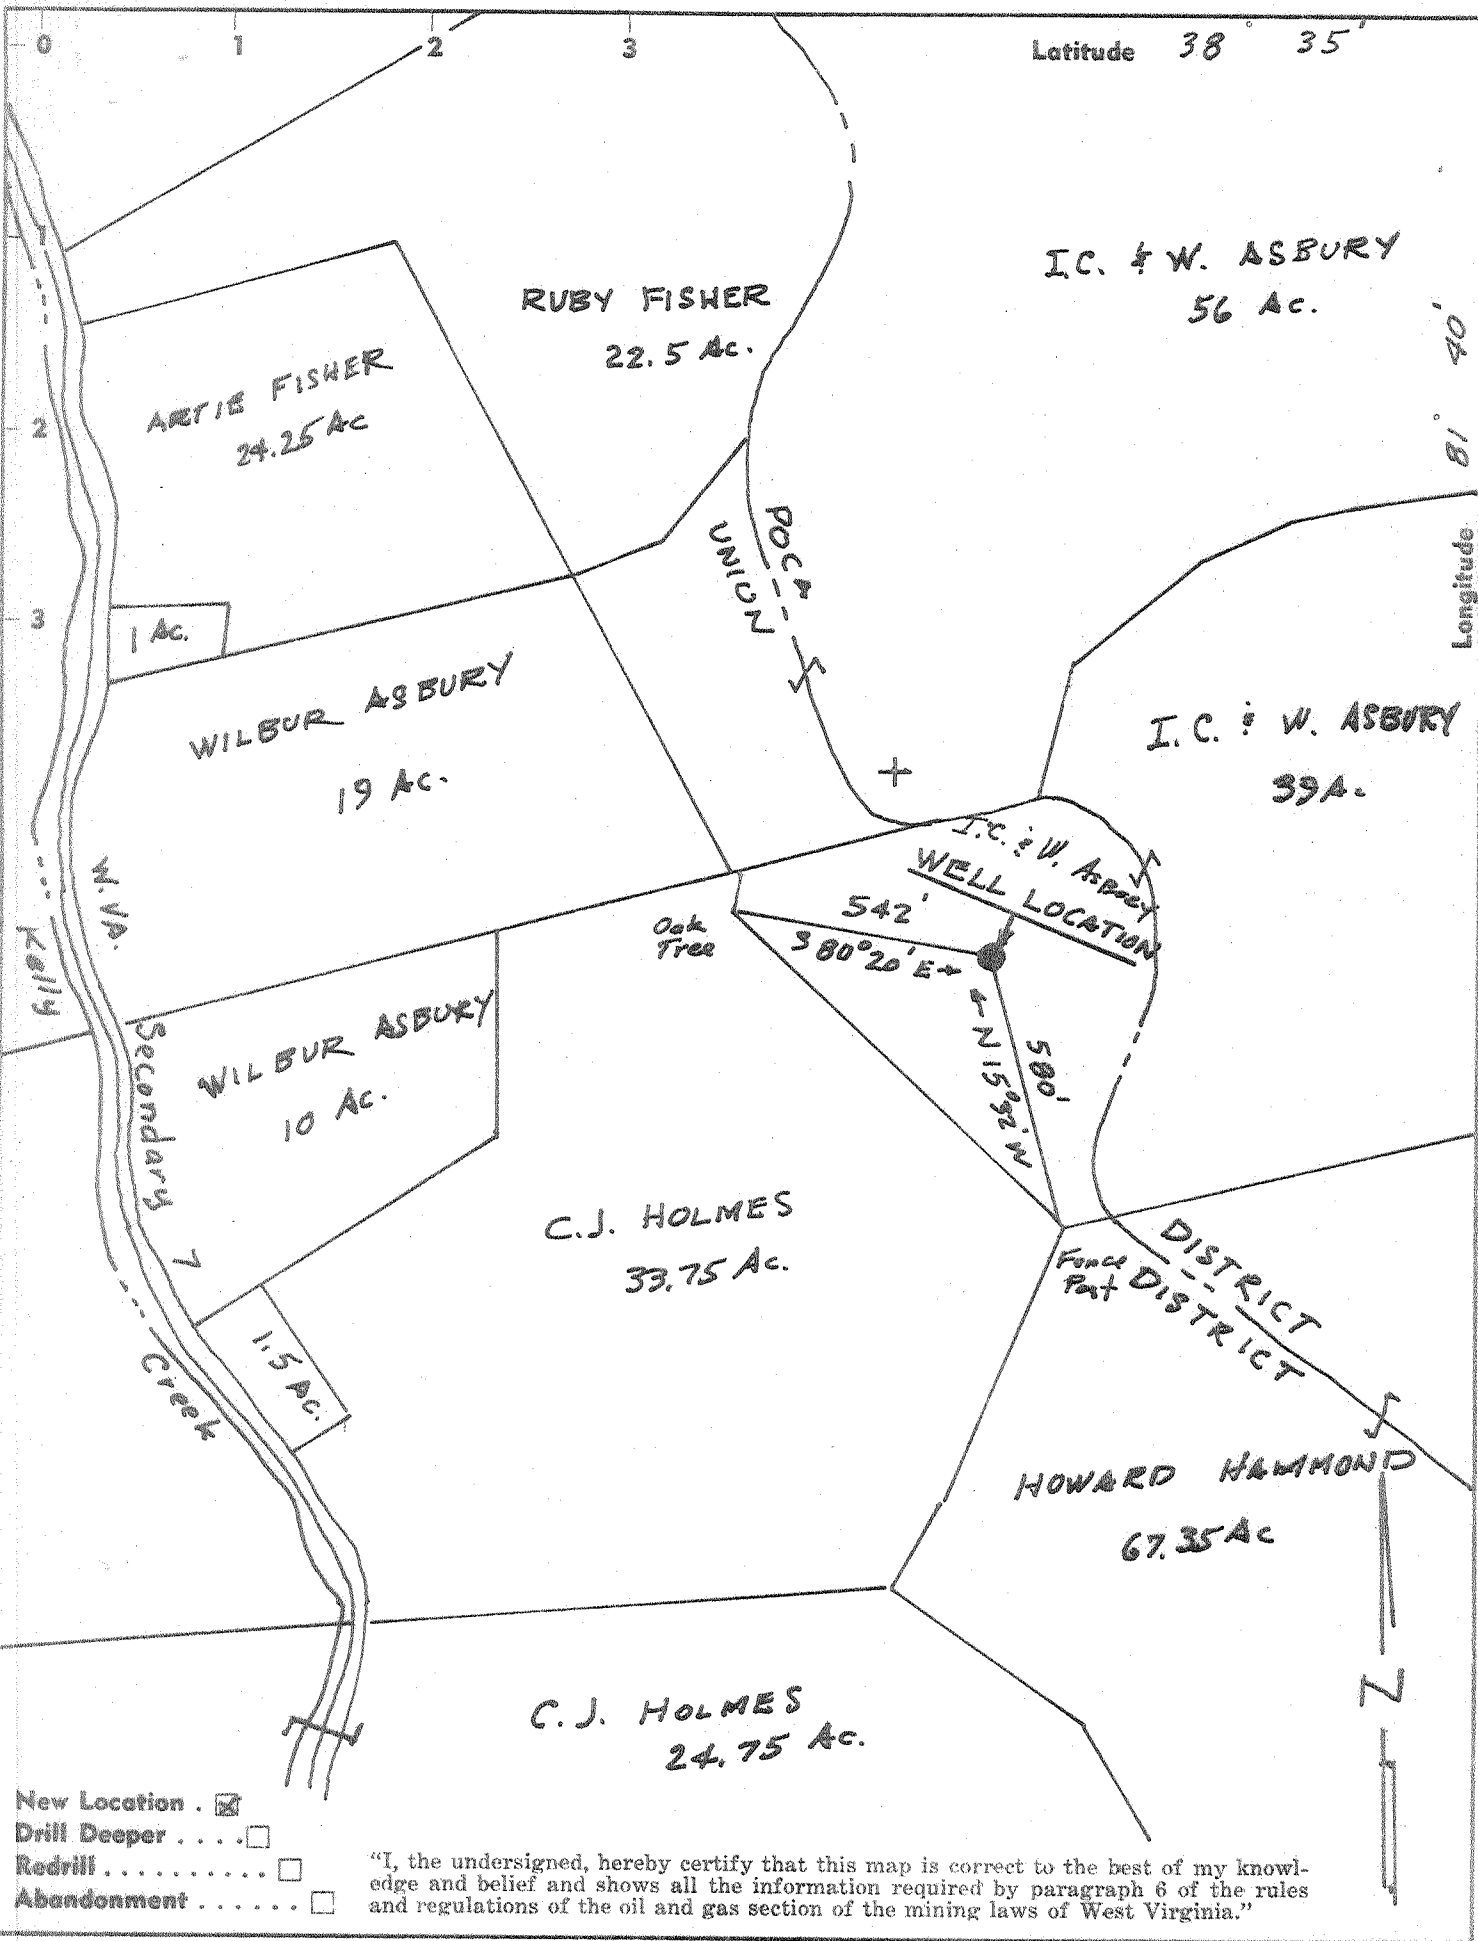 0 1 2 3
Latitude 38° 35'
1
2
3
Longitude 81° 40'
I.C. & W. ASBURY
56 Ac.
RUBY FISHER
22.5 Ac.
ARTIE FISHER
24.25 Ac
POCA
UNION
1 Ac.
WILBUR ASBURY
19 Ac.
I.C. & W. ASBURY
39 A.
I.C. & W. ASBURY
WELL LOCATION
542'
S 80° 20' E
Oak
Tree
580'
W.VA.
Secondary 7
Kelly
Creek
WILBUR ASBURY
10 Ac.
C.J. HOLMES
33.75 Ac.
Fence
Post
DISTRICT
DISTRICT
1.5 Ac.
HOWARD HAMMOND
67.35 Ac
N
C.J. HOLMES
24.75 Ac.
New Location . ☒
Drill Deeper . . . . ☐
Redrill . . . . . . . . . . ☐
Abandonment . . . . . . ☐
"I, the undersigned, hereby certify that this map is correct to the best of my knowl-
edge and belief and shows all the information required by paragraph 6 of the rules
and regulations of the oil and gas section of the mining laws of West Virginia."